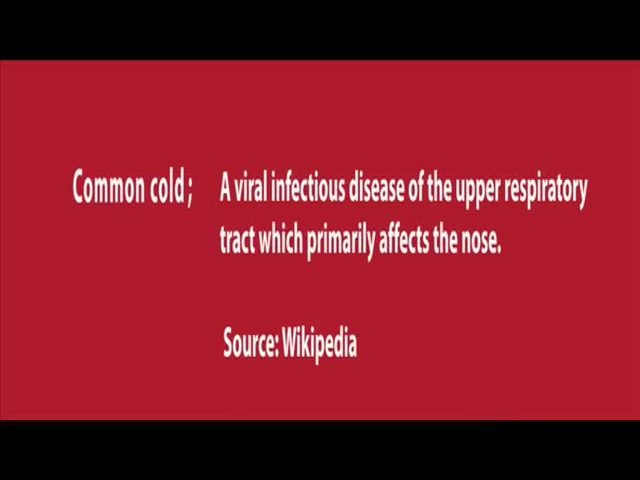 Common cold ; A viral infectious disease of the upper respiratory
tract which primarily affects the nose.
Source: Wikipedia